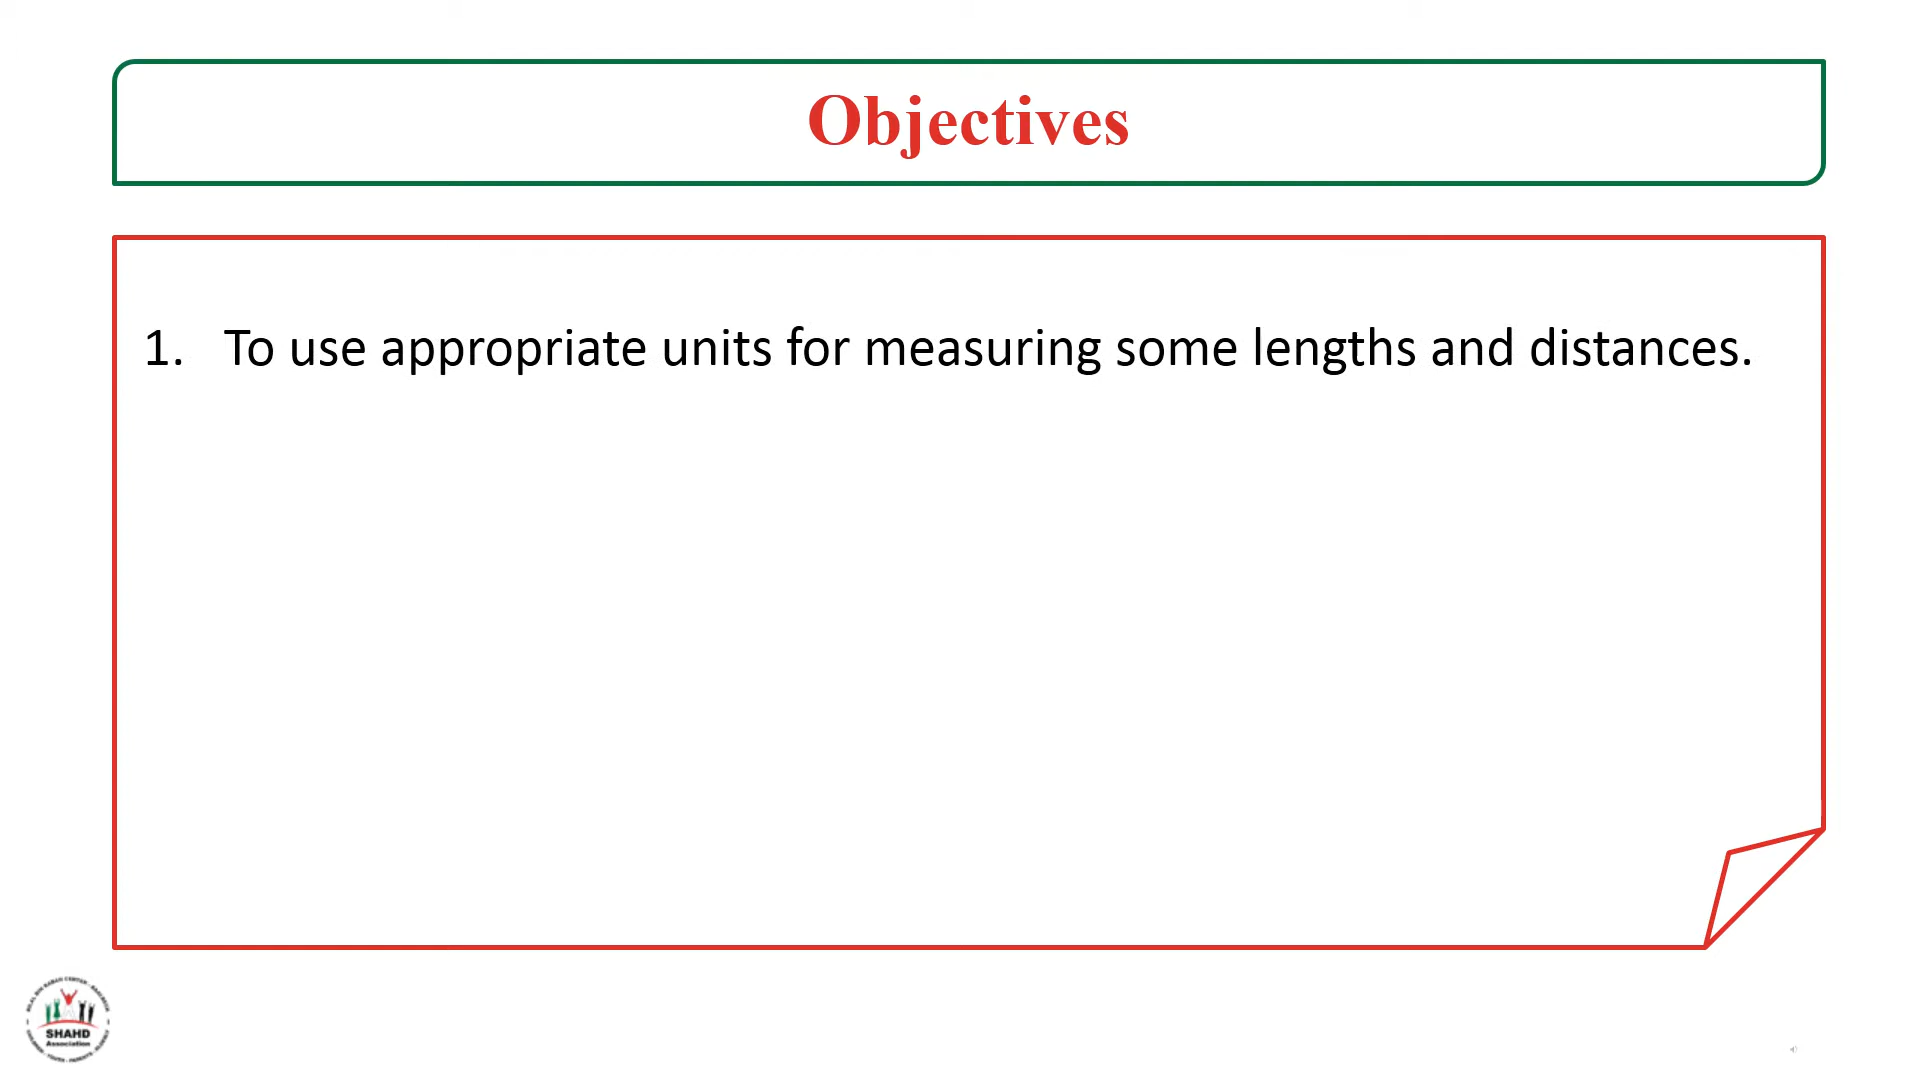 Objectives
1. To use appropriate units for measuring some lengths and distances.
SHAHD
Association